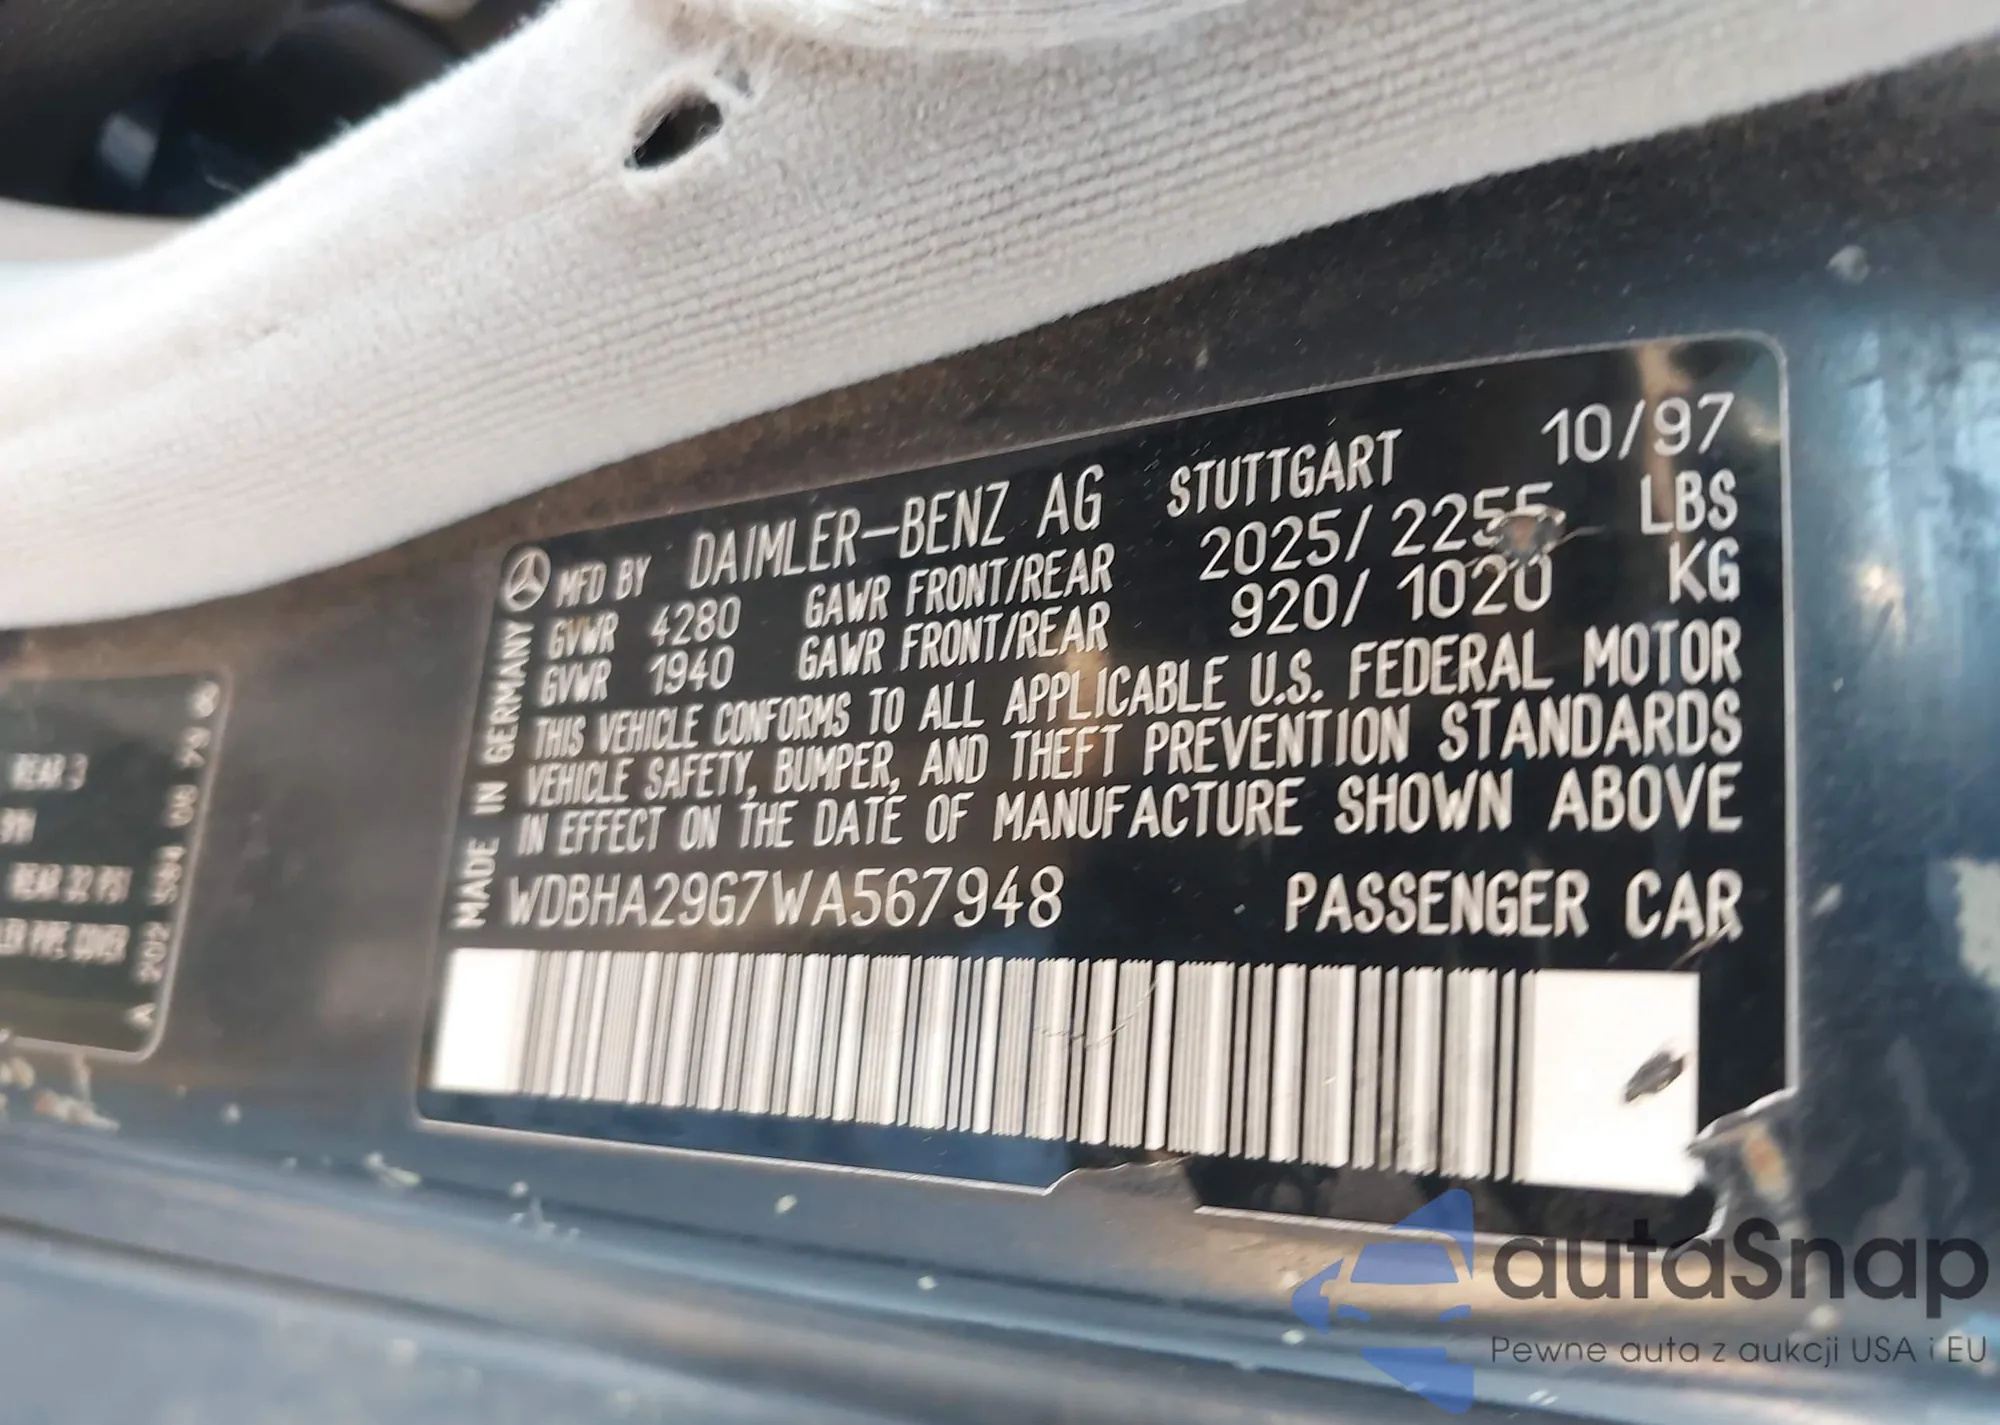 MFD BY DAIMLER-BENZ AG STUTTGART 10/97
GVWR 4280 GAWR FRONT/REAR 2025/ 2255 LBS
GVWR 1940 GAWR FRONT/REAR 920/ 1020 KG
THIS VEHICLE CONFORMS TO ALL APPLICABLE U.S. FEDERAL MOTOR
VEHICLE SAFETY, BUMPER, AND THEFT PREVENTION STANDARDS
IN EFFECT ON THE DATE OF MANUFACTURE SHOWN ABOVE
WDBHA29G7WA567948 PASSENGER CAR
MADE IN GERMANY
REAR 3
REAR 32 PSI
COVER
A 202 584
autaSnap
Pewne auta z aukcji USA i EU